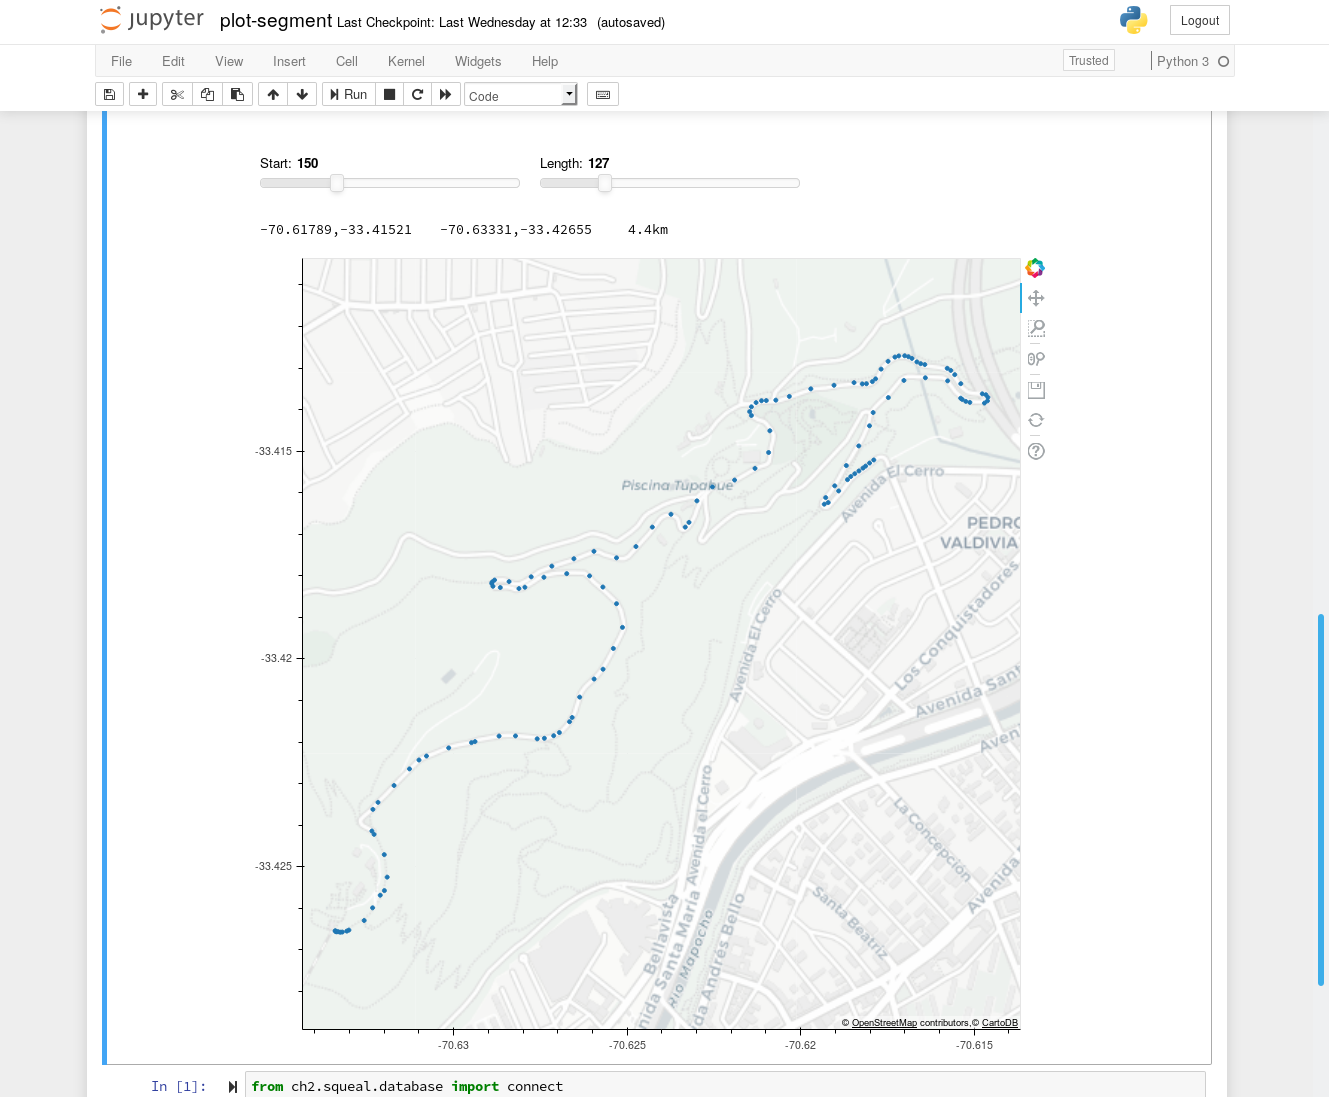 jupyter plot-segment Last Checkpoint: Last Wednesday at 12:33 (autosaved)
Logout
File Edit View Insert Cell Kernel Widgets Help
Trusted
Python 3
Run
Code
Start: 150
Length: 127
-70.61789,-33.41521 -70.63331,-33.42655 4.4km
-33.415
-33.42
-33.425
Piscina Tupahue
Avenida El Cerro
PEDRO
VALDIVIA
Los Conquistadores
Avenida El Cerro
Avenida Sant
Aveni
La Concepción
Avenida
Avenida el Cerro
Santa Beatriz
Bellavista
nida Santa María
Río Mapocho
da Andrés Bello
© OpenStreetMap contributors,© CartoDB
-70.63
-70.625
-70.62
-70.615
In [1]:
from ch2.squeal.database import connect